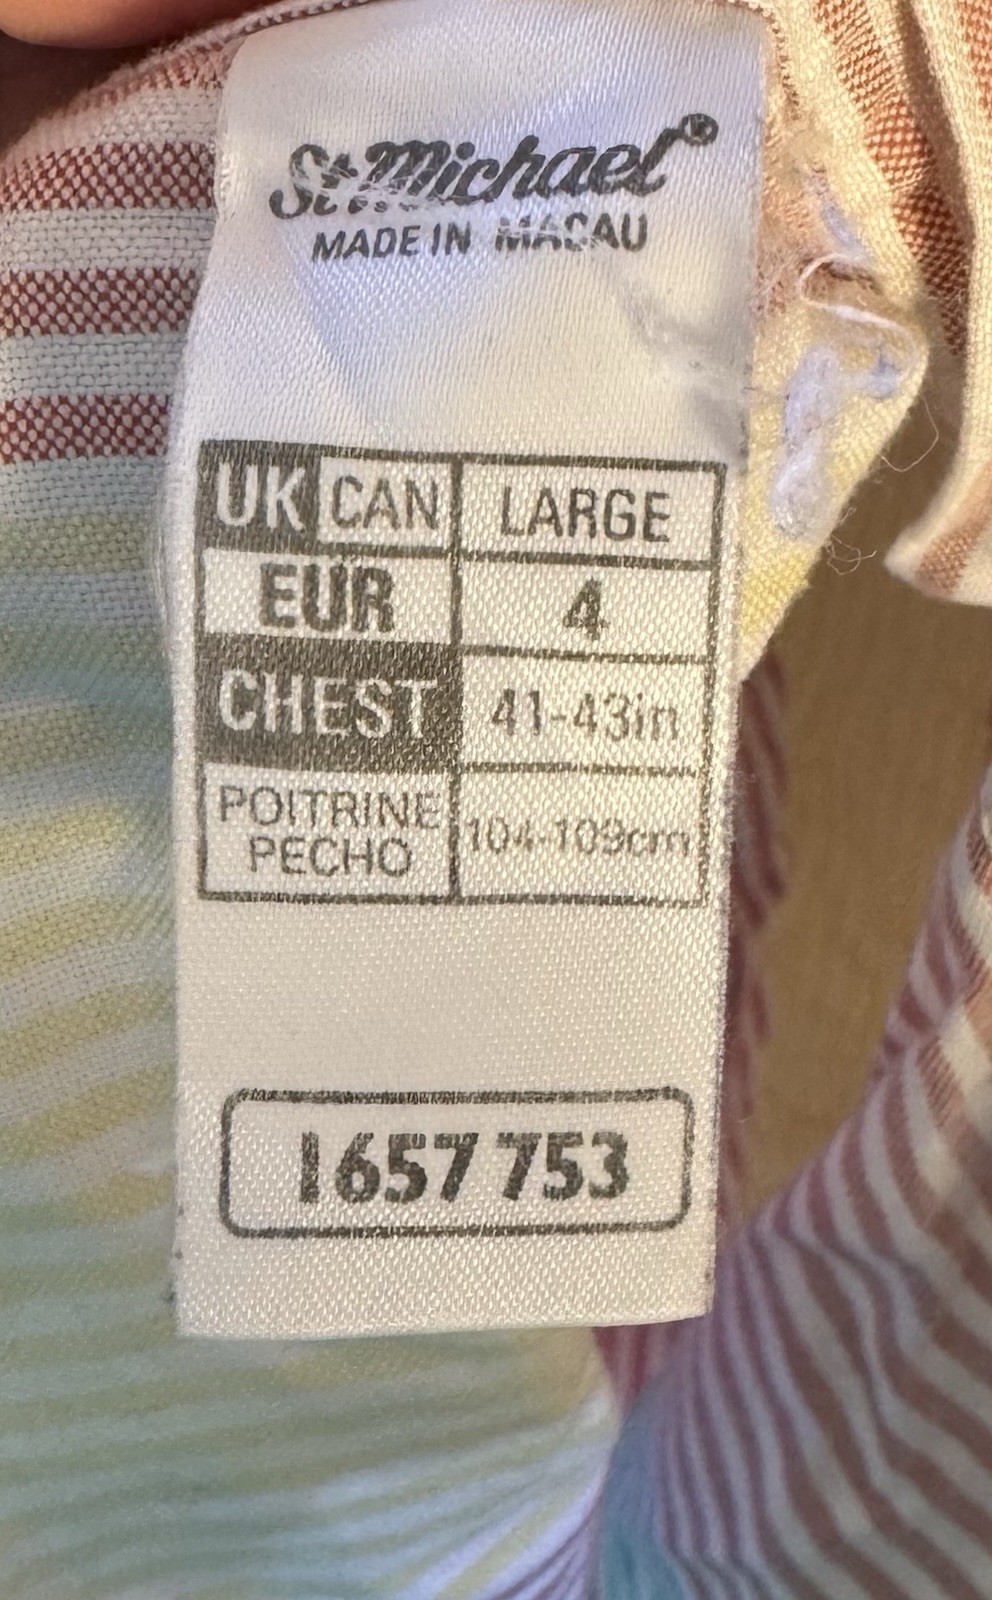 St Michael®
MADE IN MACAU
UK CAN LARGE
EUR 4
CHEST 41-43in
POITRINE
PECHO 104-109cm
1657 753